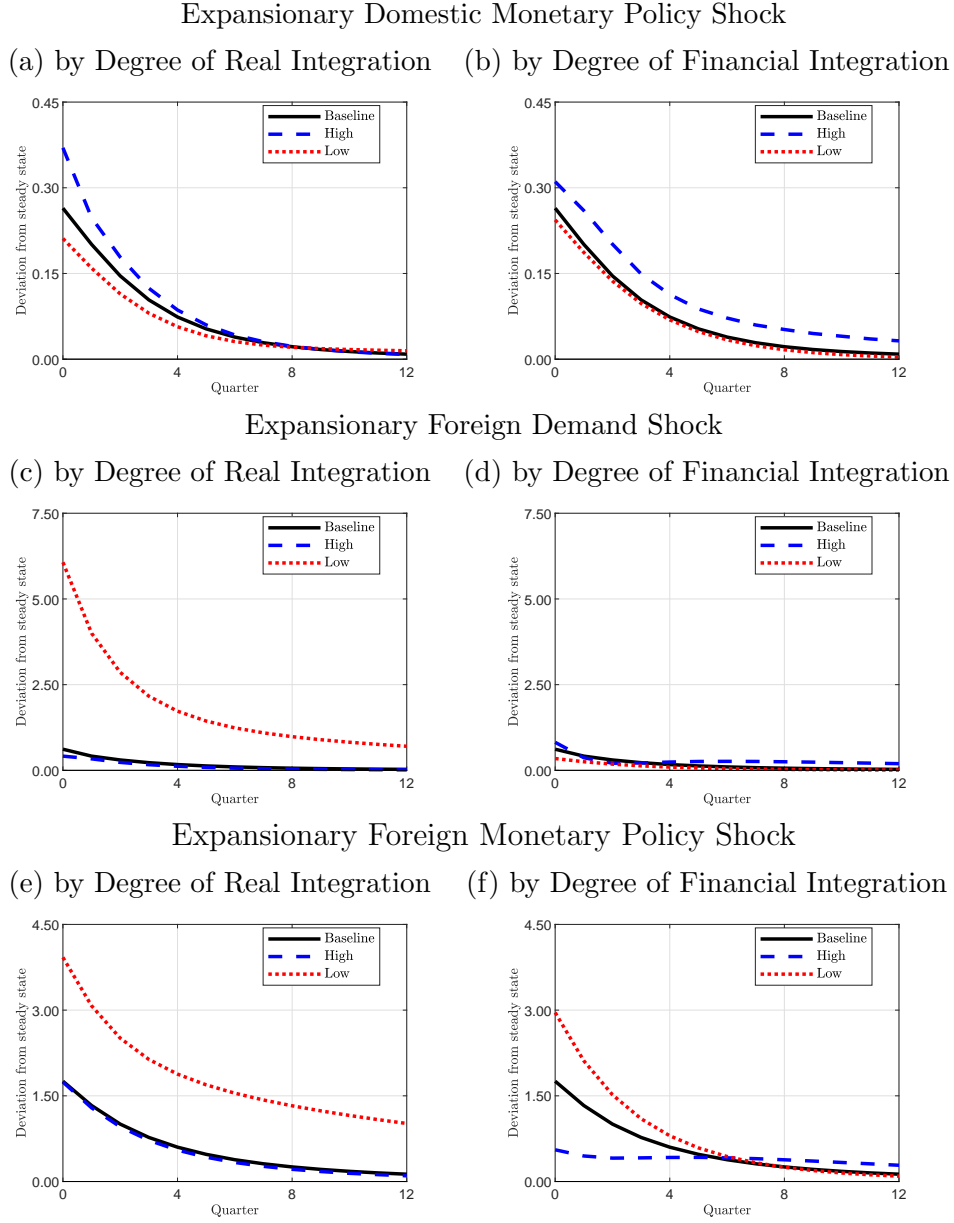 Expansionary Domestic Monetary Policy Shock
(a) by Degree of Real Integration
(b) by Degree of Financial Integration
0.45
0.30
0.15
0.00
Deviation from steady state
Baseline
High
Low
0
4
8
12
Quarter
0.45
0.30
0.15
0.00
Deviation from steady state
Baseline
High
Low
0
4
8
12
Quarter
Expansionary Foreign Demand Shock
(c) by Degree of Real Integration
(d) by Degree of Financial Integration
7.50
5.00
2.50
0.00
Deviation from steady state
Baseline
High
Low
0
4
8
12
Quarter
7.50
5.00
2.50
0.00
Deviation from steady state
Baseline
High
Low
0
4
8
12
Quarter
Expansionary Foreign Monetary Policy Shock
(e) by Degree of Real Integration
(f) by Degree of Financial Integration
4.50
3.00
1.50
0.00
Deviation from steady state
Baseline
High
Low
0
4
8
12
Quarter
4.50
3.00
1.50
0.00
Deviation from steady state
Baseline
High
Low
0
4
8
12
Quarter